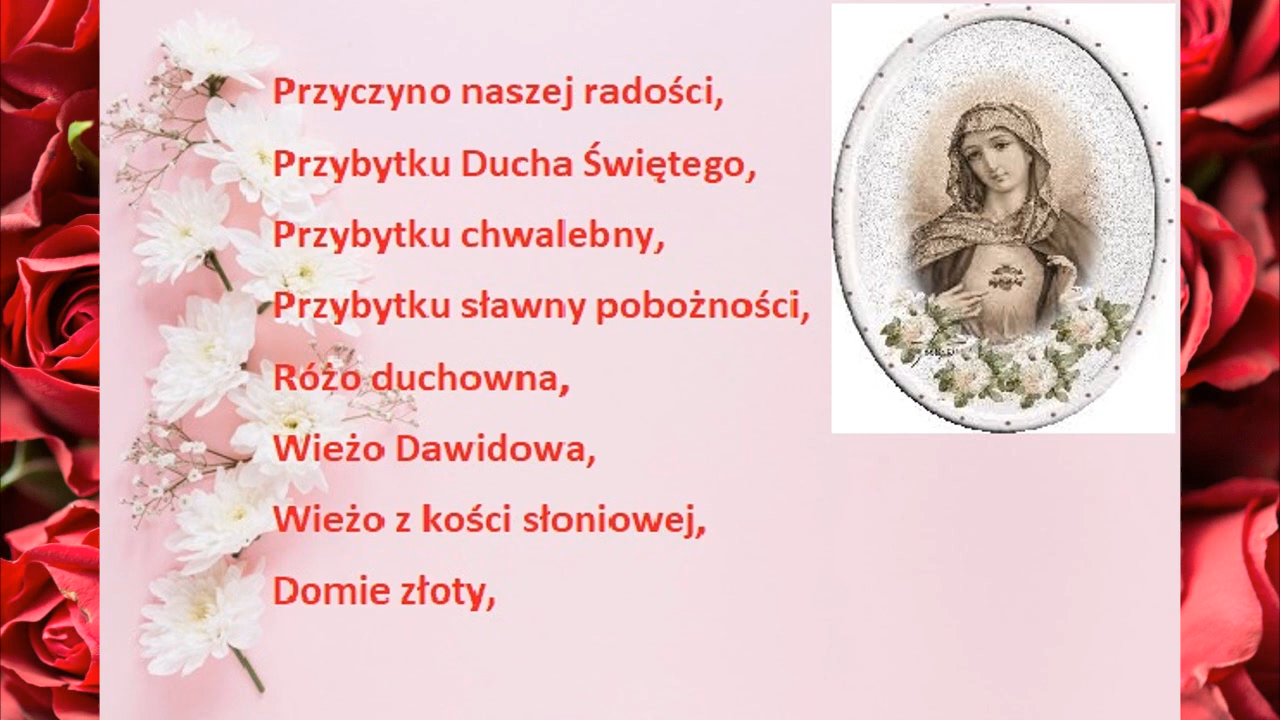 Przyczyno naszej radości,
Przybytku Ducha Świętego,
Przybytku chwalebny,
Przybytku sławny pobożności,
Różo duchowna,
Wieżo Dawidowa,
Wieżo z kości słoniowej,
Domie złoty,